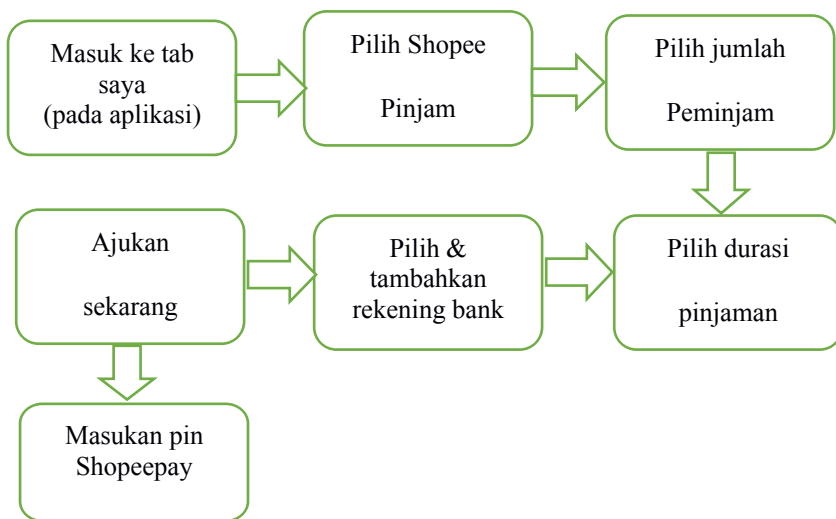 Masuk ke tab
saya
(pada aplikasi)
Pilih Shopee
Pinjam
Pilih jumlah
Peminjam
Ajukan
sekarang
Pilih &
tambahkan
rekening bank
Pilih durasi
pinjaman
Masukan pin
Shopeepay